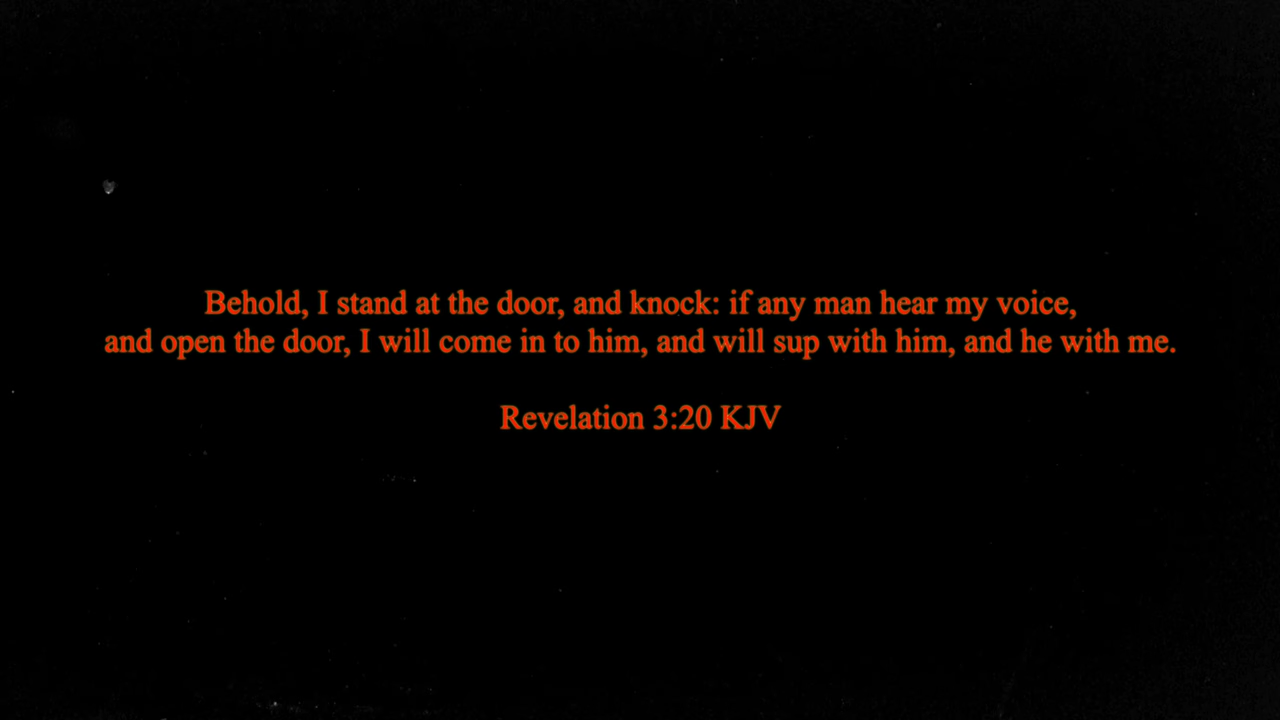 Behold, I stand at the door, and knock: if any man hear my voice,
and open the door, I will come in to him, and will sup with him, and he with me.
Revelation 3:20 KJV